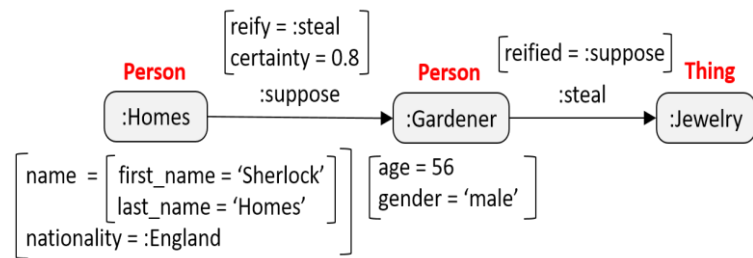 reify = :steal
certainty = 0.8
reified = :suppose
Person
Person
Thing
:suppose
:steal
:Homes
:Gardener
:Jewelry
name = first_name = ‘Sherlock’
last_name = ‘Homes’
nationality = :England
age = 56
gender = ‘male’